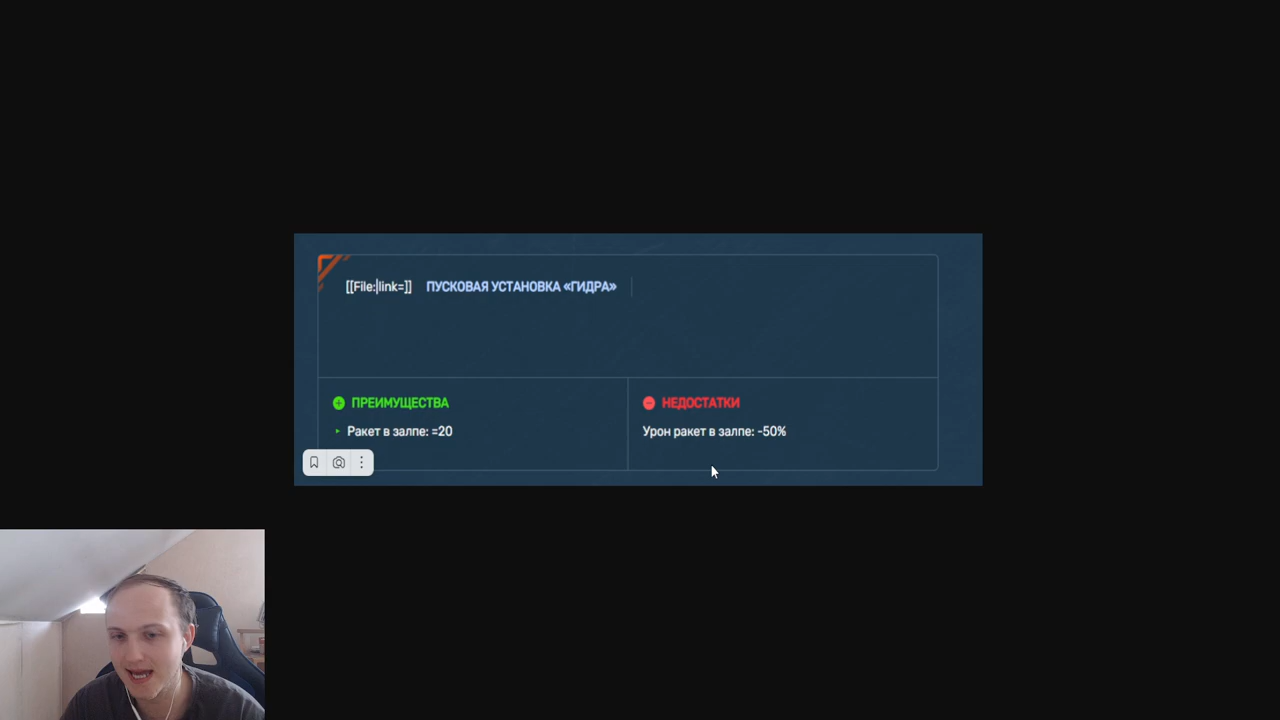 [[File:|link=]] ПУСКОВАЯ УСТАНОВКА «ГИДРА»
ПРЕИМУЩЕСТВА
Ракет в залпе: =20
НЕДОСТАТКИ
Урон ракет в залпе: -50%